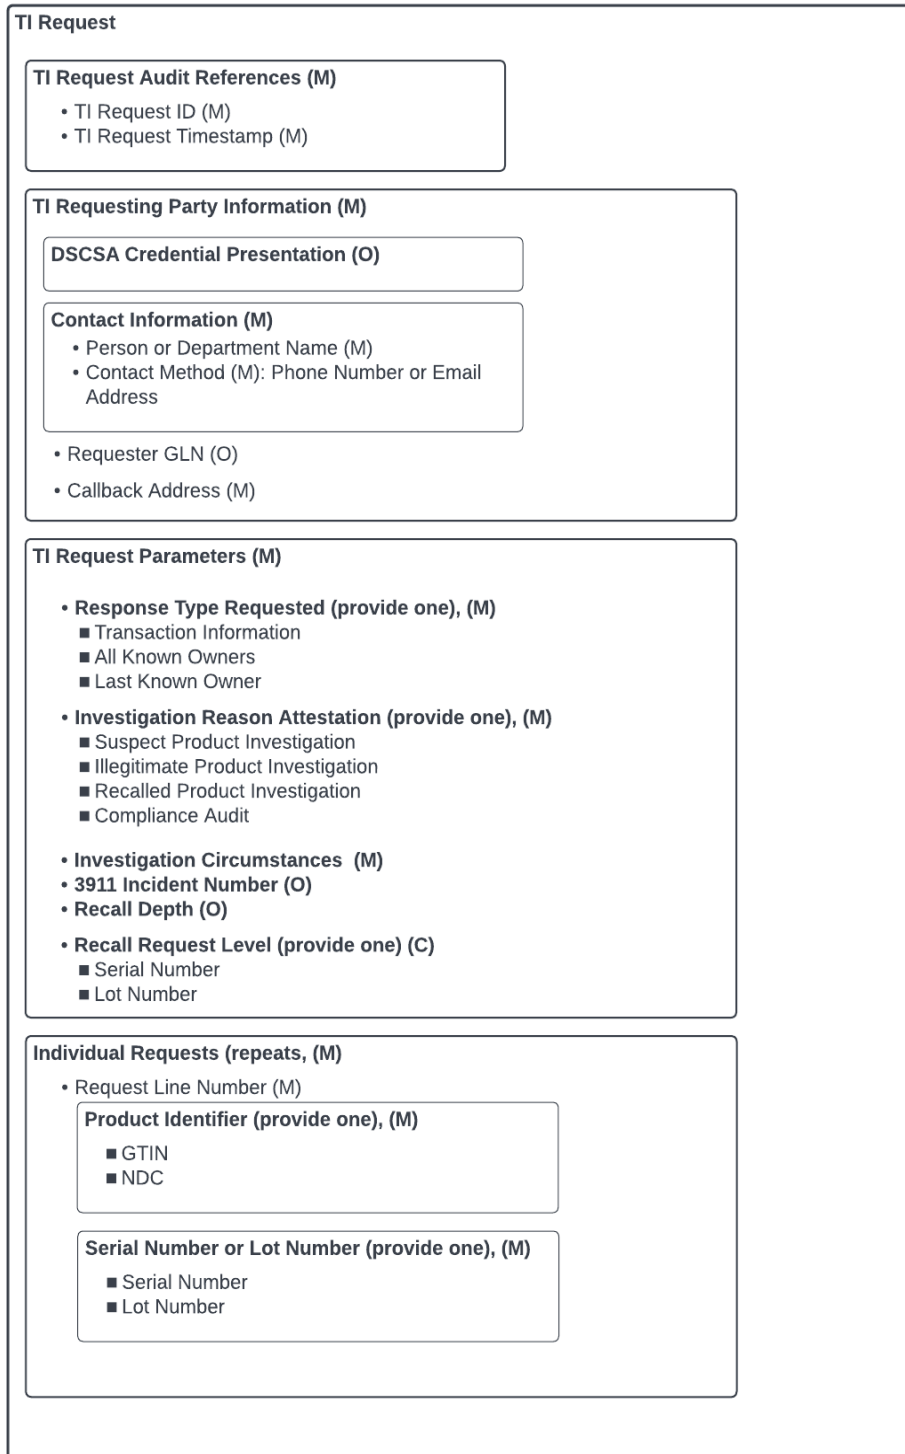 TI Request
TI Request Audit References (M)
• TI Request ID (M)
• TI Request Timestamp (M)
TI Requesting Party Information (M)
DSCSA Credential Presentation (O)
Contact Information (M)
• Person or Department Name (M)
• Contact Method (M): Phone Number or Email
Address
• Requester GLN (O)
• Callback Address (M)
TI Request Parameters (M)
• Response Type Requested (provide one), (M)
■ Transaction Information
■ All Known Owners
■ Last Known Owner
• Investigation Reason Attestation (provide one), (M)
■ Suspect Product Investigation
■ Illegitimate Product Investigation
■ Recalled Product Investigation
■ Compliance Audit
• Investigation Circumstances (M)
• 3911 Incident Number (O)
• Recall Depth (O)
• Recall Request Level (provide one) (C)
■ Serial Number
■ Lot Number
Individual Requests (repeats, (M)
• Request Line Number (M)
Product Identifier (provide one), (M)
■ GTIN
■ NDC
Serial Number or Lot Number (provide one), (M)
■ Serial Number
■ Lot Number